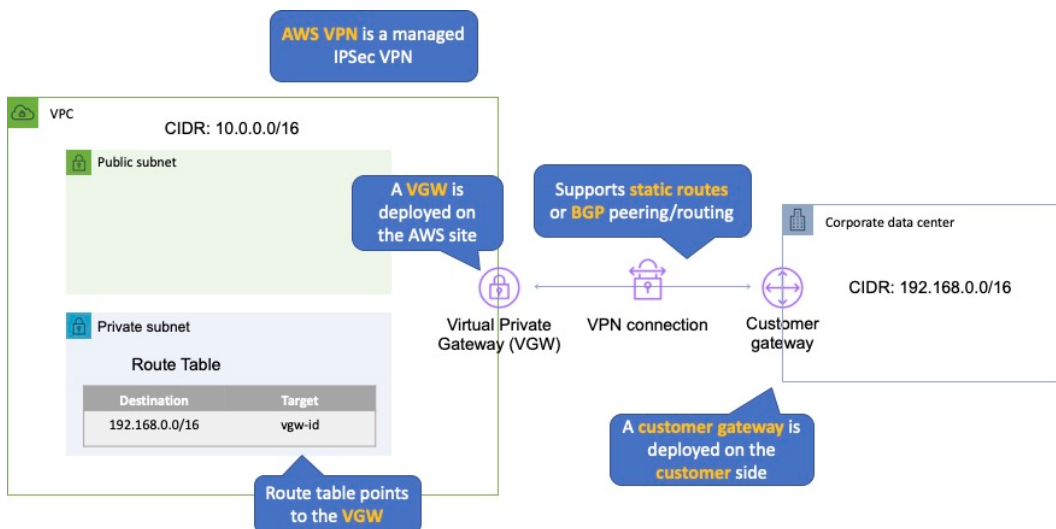 AWS VPN is a managed
IPSec VPN
VPC
CIDR: 10.0.0.0/16
Public subnet
A VGW is
deployed on
the AWS site
Supports static routes
or BGP peering/routing
Corporate data center
CIDR: 192.168.0.0/16
Virtual Private
Gateway (VGW)
VPN connection
Customer
gateway
Private subnet
Route Table
Destination Target
192.168.0.0/16 vgw-id
A customer gateway is
deployed on the
customer side
Route table points
to the VGW